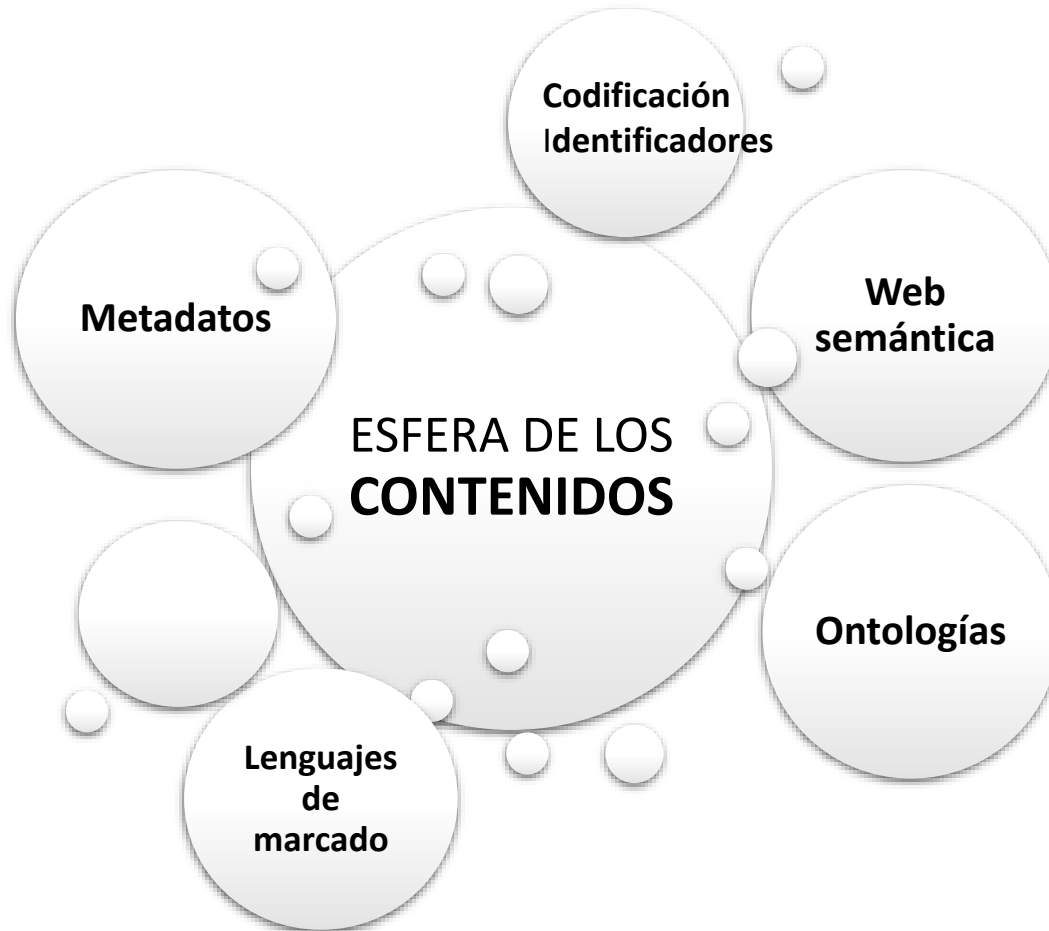 Codificación
Identificadores
Metadatos
Web
semántica
ESFERA DE LOS
CONTENIDOS
Ontologías
Lenguajes
de
marcado